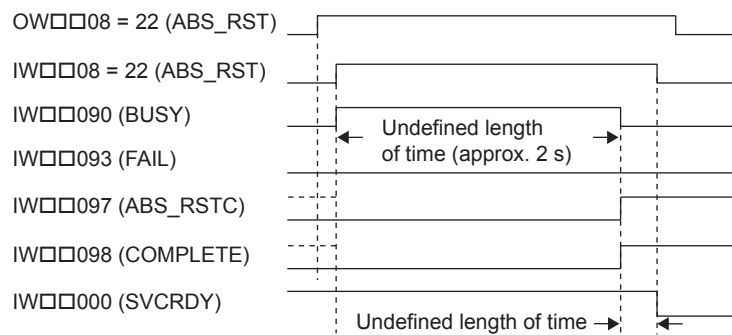 OW□□08 = 22 (ABS_RST)
IW□□08 = 22 (ABS_RST)
IW□□090 (BUSY)
Undefined length
of time (approx. 2 s)
IW□□093 (FAIL)
IW□□097 (ABS_RSTC)
IW□□098 (COMPLETE)
IW□□000 (SVCRDY)
Undefined length of time